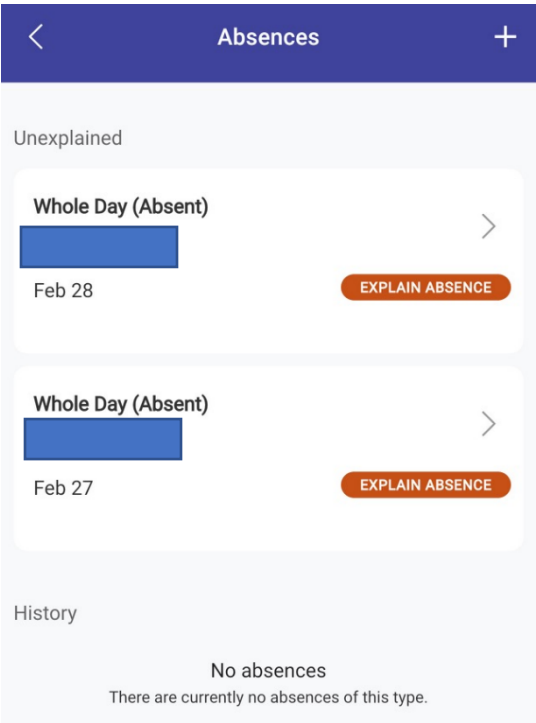 Absences
Unexplained
Whole Day (Absent)
Feb 28
EXPLAIN ABSENCE
Whole Day (Absent)
Feb 27
EXPLAIN ABSENCE
History
No absences
There are currently no absences of this type.